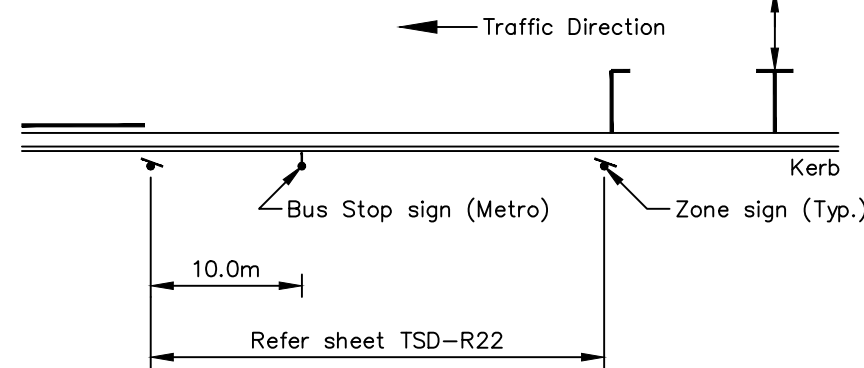 Traffic Direction
Kerb
Bus Stop sign (Metro)
Zone sign (Typ.)
10.0m
Refer sheet TSD-R22